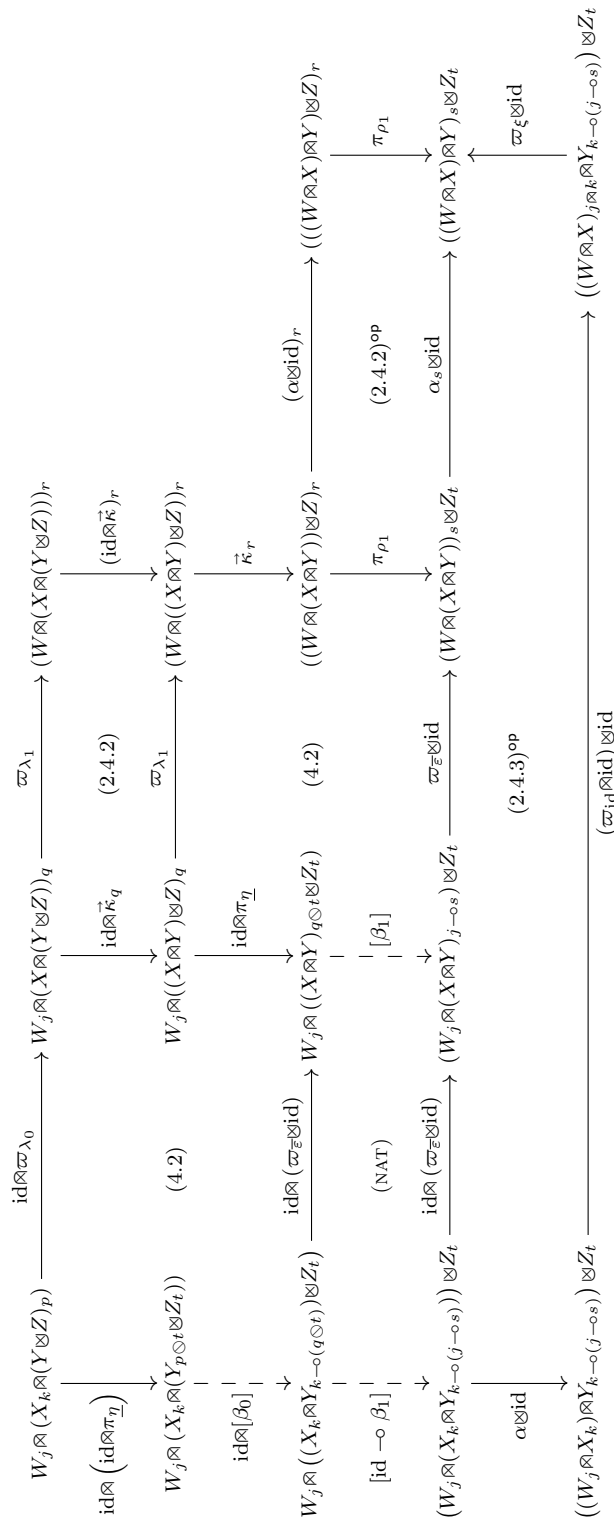 W_j⊼(X_k⊼(Y⊻Z)_p) id⊼ϖ_{λ_0} W_j⊼(X⊼(Y⊻Z))_q ϖ_{λ_1} (W⊼(X⊼(Y⊻Z)))_r
id⊼(id⊼π_η̲) (4.2) id⊼κ⃗_q (2.4.2) (id⊼κ⃗)_r
W_j⊼(X_k⊼(Y_{p⊘t}⊻Z_t)) W_j⊼((X⊼Y)⊻Z)_q ϖ_{λ_1} (W⊼((X⊼Y)⊻Z))_r
id⊼[β_0] id⊼π_η̲ (4.2) κ⃗_r
W_j⊼((X_k⊼Y_{k⊸(q⊘t)})⊻Z_t) id⊼(ϖ_ε̄⊻id) W_j⊼((X⊼Y)_{q⊘t}⊻Z_t) ((W⊼(X⊼Y))⊻Z)_r (α⊻id)_r (((W⊼X)⊼Y)⊻Z)_r
[id ⊸ β_1] (NAT) [β_1] π_{ρ_1} (2.4.2)^op π_{ρ_1}
(W_j⊼(X_k⊼Y_{k⊸(j⊸s)}))⊻Z_t id⊼(ϖ_ε̄⊻id) (W_j⊼(X⊼Y)_{j⊸s})⊻Z_t ϖ_ε̄⊻id (W⊼(X⊼Y))_s⊻Z_t α_s⊻id ((W⊼X)⊼Y)_s⊻Z_t
α⊻id (2.4.3)^op ϖ_ξ⊻id
((W_j⊼X_k)⊼Y_{k⊸(j⊸s)})⊻Z_t (ϖ_id⊼id)⊻id ((W⊼X)_{j⊼k}⊼Y_{k⊸(j⊸s)})⊻Z_t